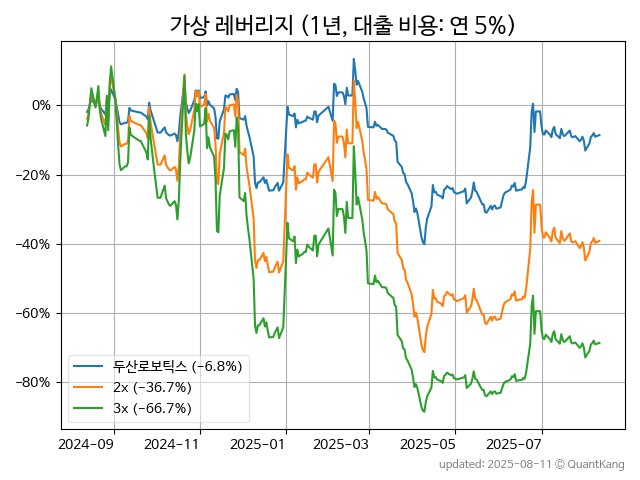 가상 레버리지 (1년, 대출 비용: 연 5%)
0%
−20%
−40%
−60%
−80%
두산로보틱스 (−6.8%)
2x (−36.7%)
3x (−66.7%)
2024−09 2024−11 2025−01 2025−03 2025−05 2025−07
updated: 2025-08-11 © QuantKang